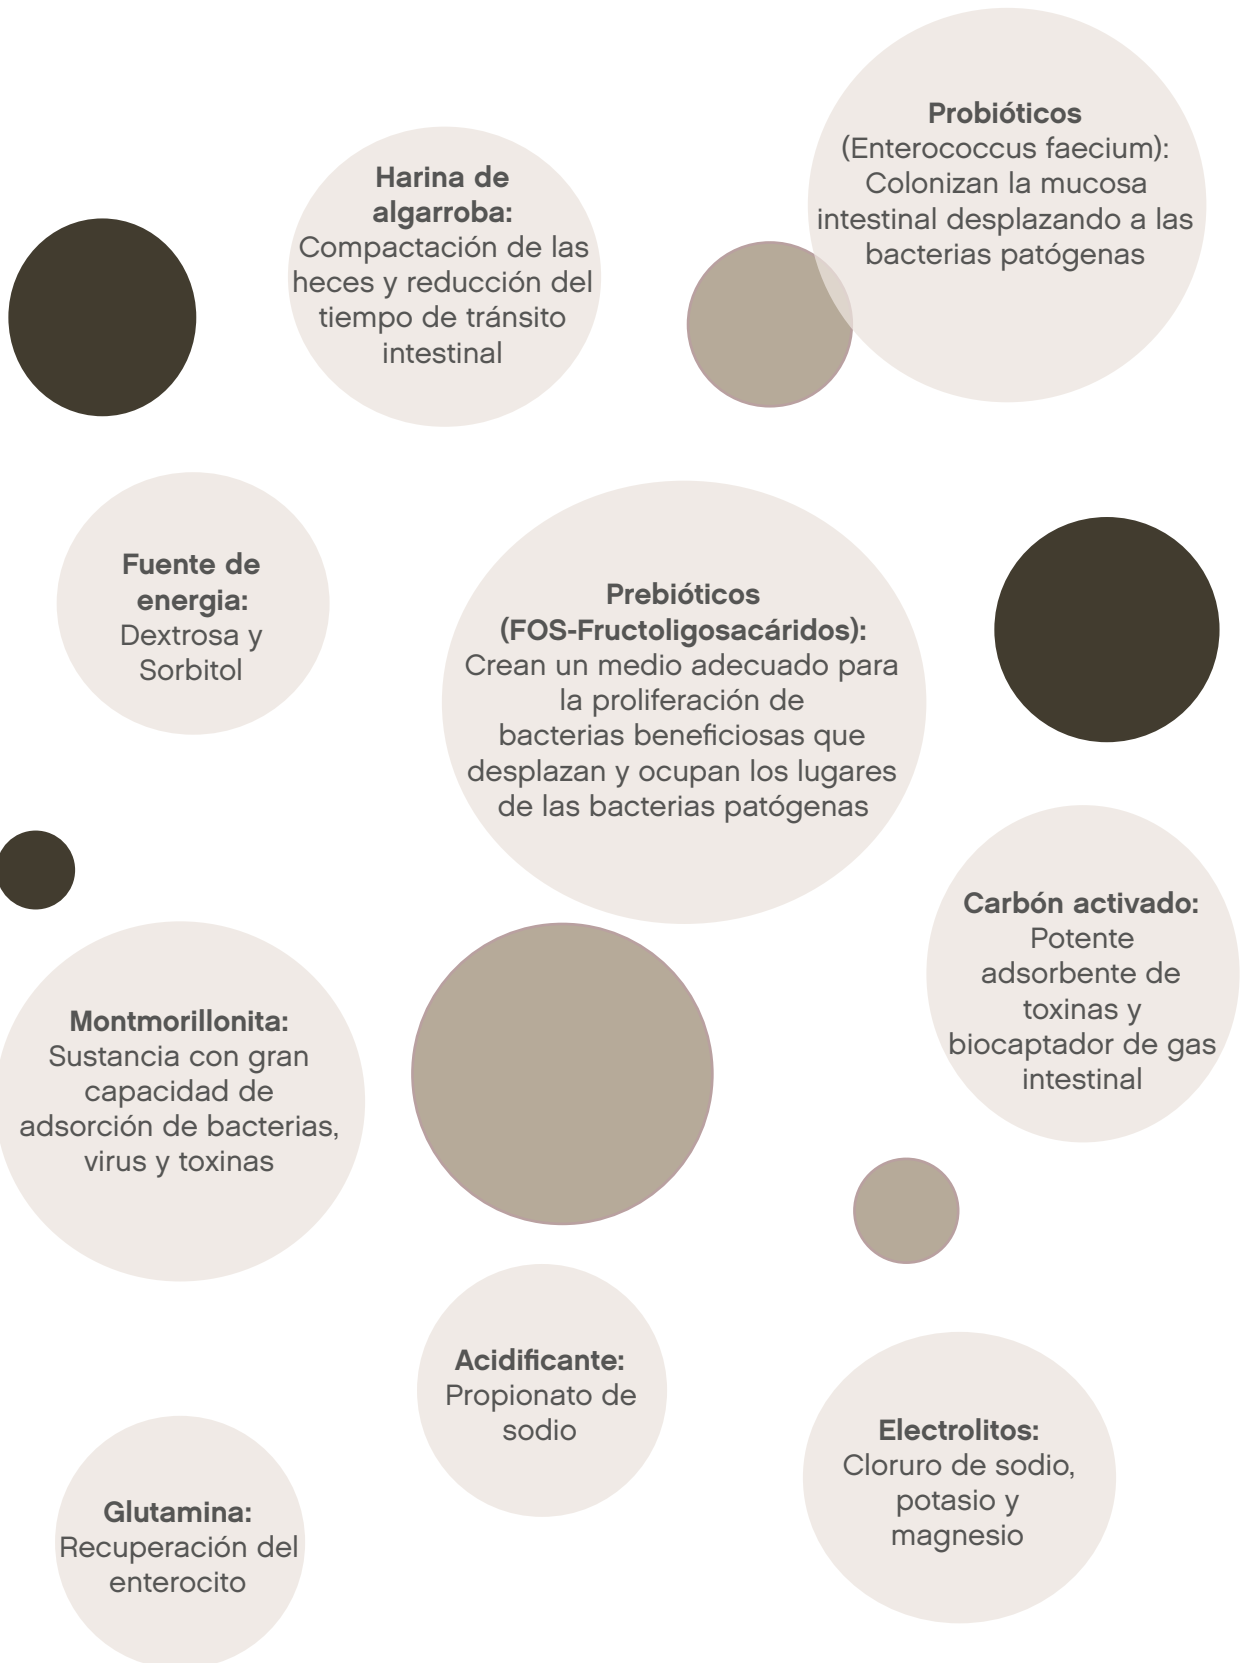 Probióticos
(Enterococcus faecium):
Colonizan la mucosa
intestinal desplazando a las
bacterias patógenas
Harina de
algarroba:
Compactación de las
heces y reducción del
tiempo de tránsito
intestinal
Fuente de
energia:
Dextrosa y
Sorbitol
Prebióticos
(FOS-Fructoligosacáridos):
Crean un medio adecuado para
la proliferación de
bacterias beneficiosas que
desplazan y ocupan los lugares
de las bacterias patógenas
Carbón activado:
Potente
adsorbente de
toxinas y
biocaptador de gas
intestinal
Montmorillonita:
Sustancia con gran
capacidad de
adsorción de bacterias,
virus y toxinas
Acidificante:
Propionato de
sodio
Electrolitos:
Cloruro de sodio,
potasio y
magnesio
Glutamina:
Recuperación del
enterocito